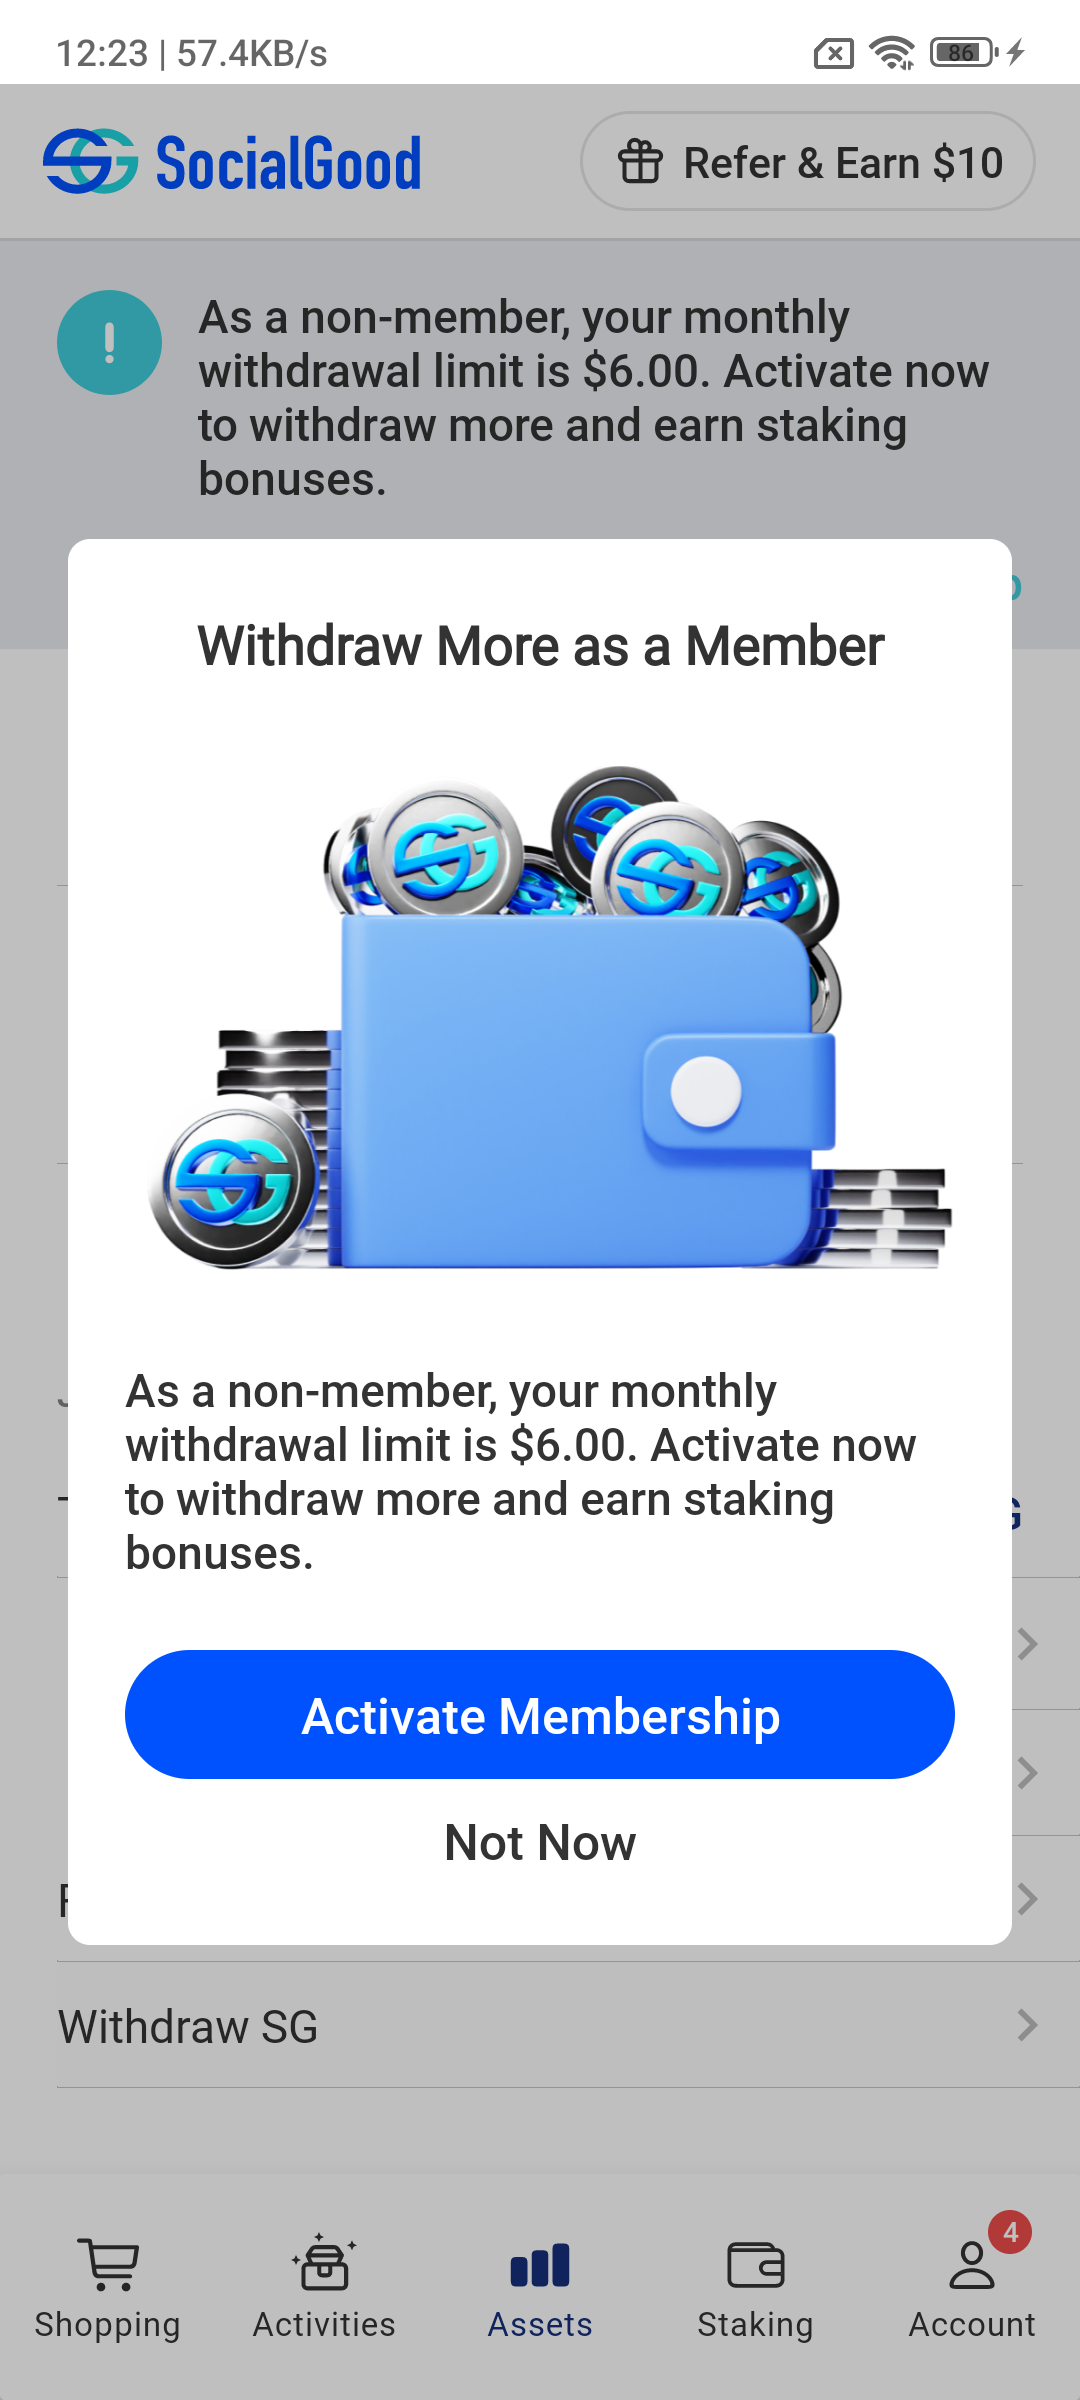 12:23 | 57.4KB/s
86
SocialGood
Refer & Earn $10
As a non-member, your monthly
withdrawal limit is $6.00. Activate now
to withdraw more and earn staking
bonuses.
Withdraw More as a Member
As a non-member, your monthly
withdrawal limit is $6.00. Activate now
to withdraw more and earn staking
bonuses.
Activate Membership
Not Now
Withdraw SG
4
Shopping
Activities
Assets
Staking
Account